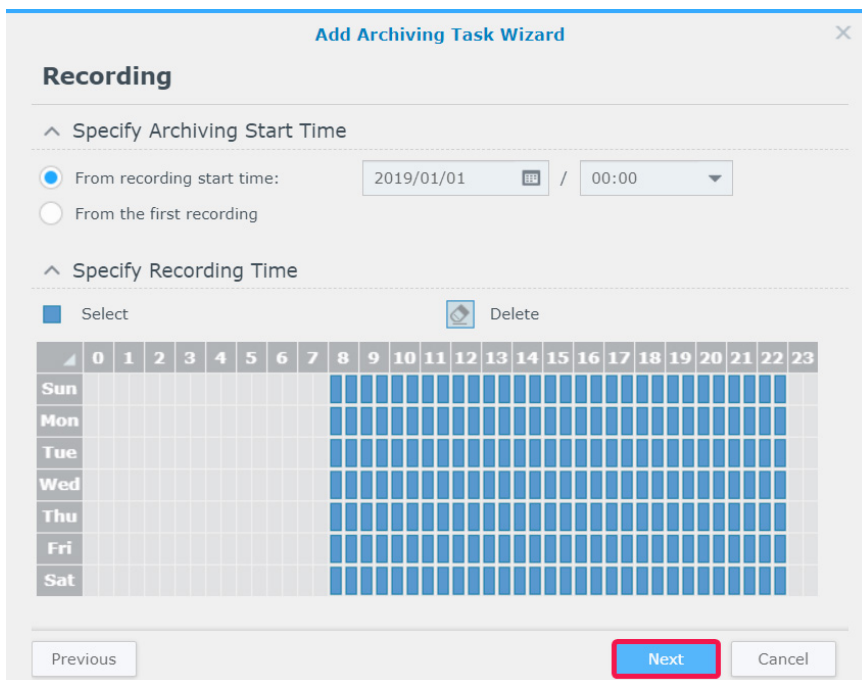 Add Archiving Task Wizard
Recording
Specify Archiving Start Time
From recording start time: 2019/01/01 / 00:00
From the first recording
Specify Recording Time
Select Delete
0 1 2 3 4 5 6 7 8 9 10 11 12 13 14 15 16 17 18 19 20 21 22 23
Sun
Mon
Tue
Wed
Thu
Fri
Sat
Previous Next Cancel